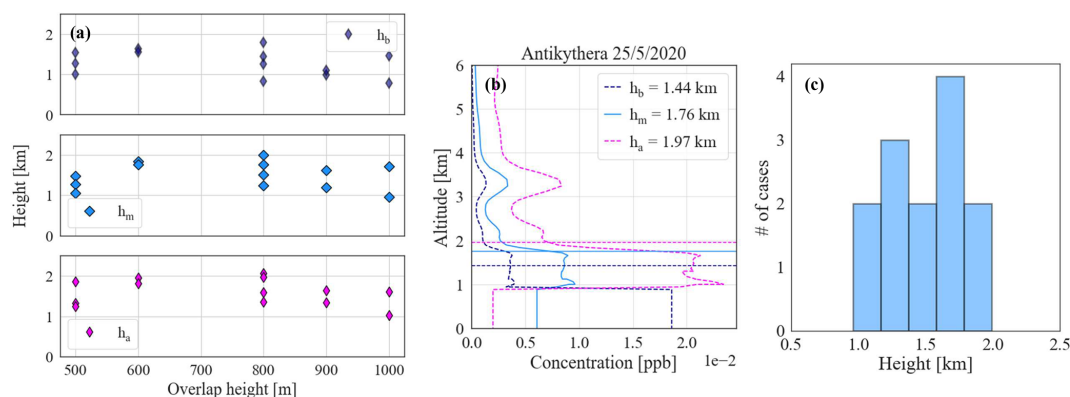 (a)
h_b
2
1
0
Height [km]
2
1
0
h_m
2
1
0
h_a
500 600 700 800 900 1000
Overlap height [m]
Antikythera 25/5/2020
(b)
h_b = 1.44 km
h_m = 1.76 km
h_a = 1.97 km
6
5
4
3
2
1
0
Altitude [km]
0.0 0.5 1.0 1.5 2.0
Concentration [ppb] 1e−2
(c)
4
3
2
1
0
# of cases
0.5 1.0 1.5 2.0 2.5
Height [km]